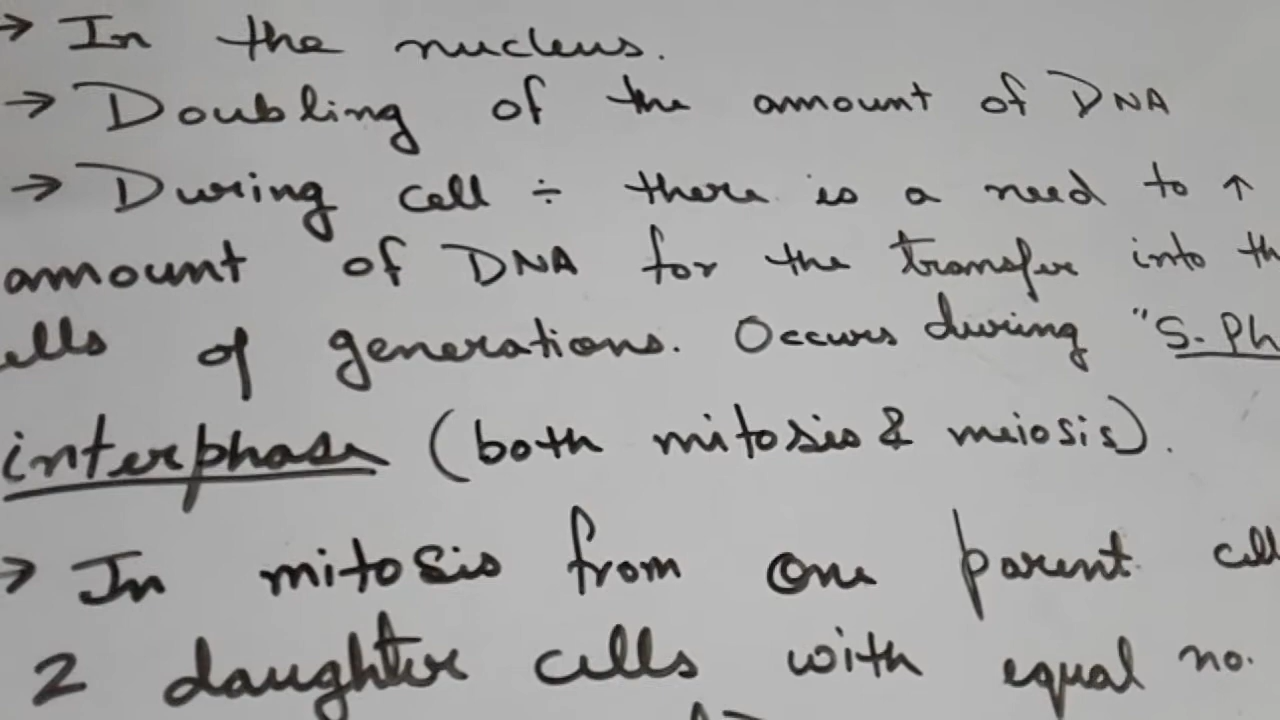 → In the nucleus.
→ Doubling of the amount of DNA
→ During cell ÷ there is a need to ↑
amount of DNA for the transfer into th
ells of generations. Occurs during "S. Ph
interphase (both mitosis & meiosis).
→ In mitosis from one parent cell
2 daughter cells with equal no.